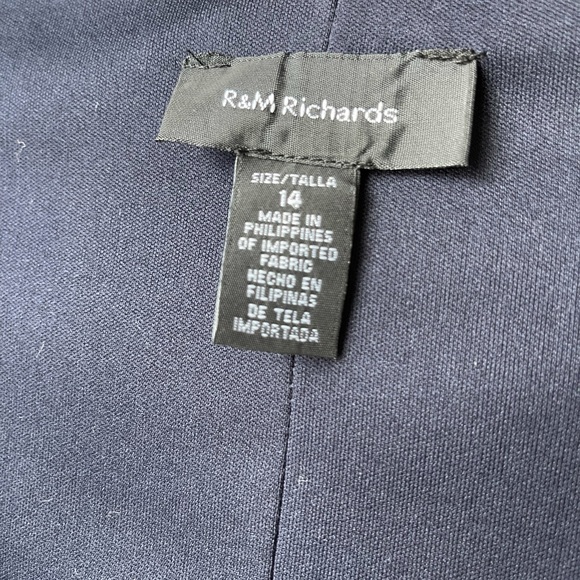 R&M Richards
SIZE/TALLA
14
MADE IN
PHILIPPINES
OF IMPORTED
FABRIC
HECHO EN
FILIPINAS
DE TELA
IMPORTADA